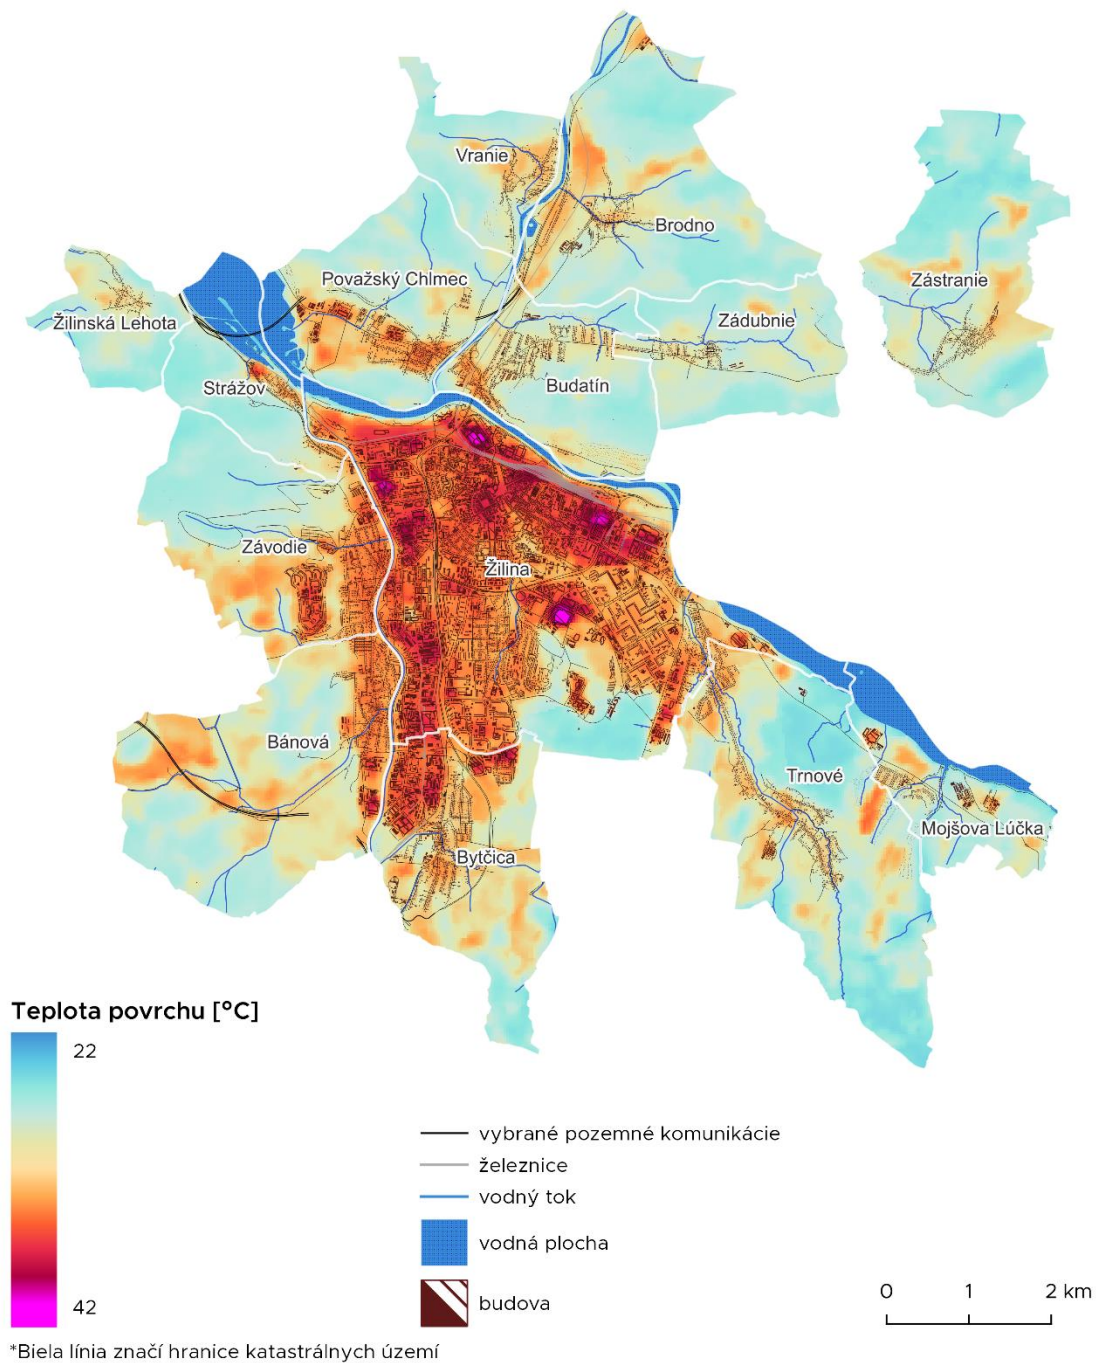 Vranie
Brodno
Považský Chlmec
Zástranie
Žilinská Lehota
Zádubnie
Strážov
Budatín
Závodie
Žilina
Bánová
Trnové
Mojšova Lúčka
Bytčica
Teplota povrchu [°C]
22
42
vybrané pozemné komunikácie
železnice
vodný tok
vodná plocha
budova
0 1 2 km
*Biela línia značí hranice katastrálnych území